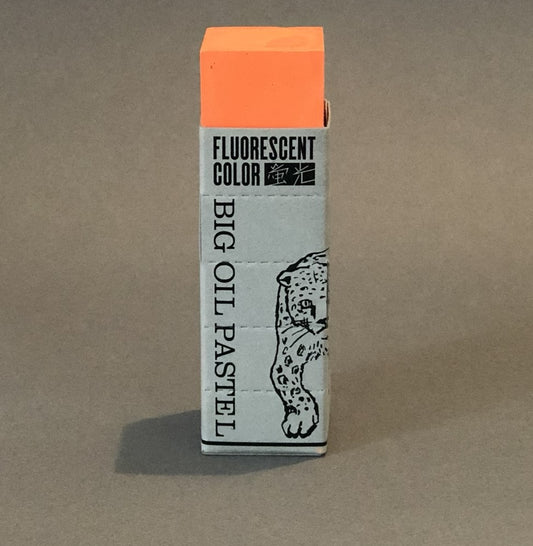 FLUORESCENT
COLOR 蛍光
BIG OIL PASTEL